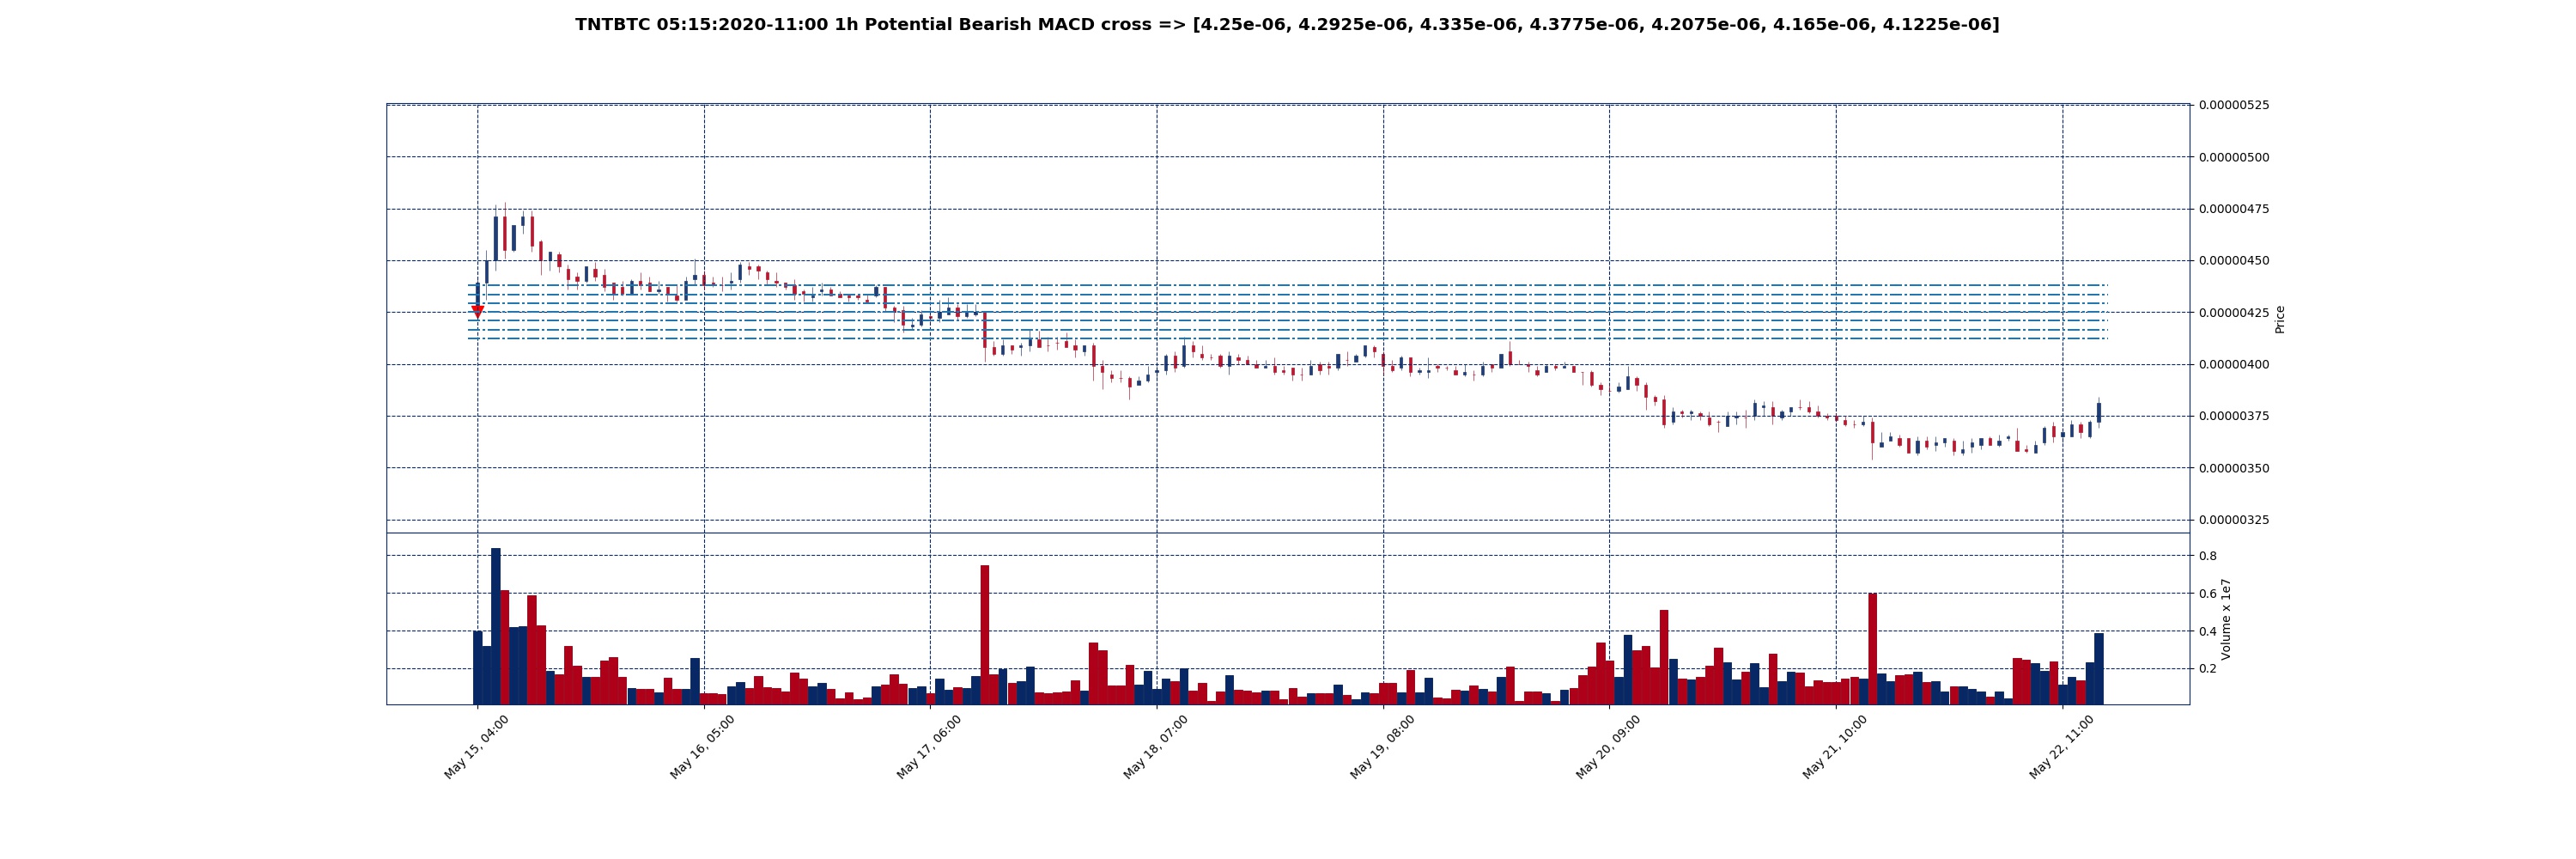 TNTBTC 05:15:2020-11:00 1h Potential Bearish MACD cross => [4.25e-06, 4.2925e-06, 4.335e-06, 4.3775e-06, 4.2075e-06, 4.165e-06, 4.1225e-06]
0.00000525
0.00000500
0.00000475
0.00000450
0.00000425
0.00000400
0.00000375
0.00000350
0.00000325
Price
0.8
0.6
0.4
0.2
Volume x 1e7
May 15, 04:00
May 16, 05:00
May 17, 06:00
May 18, 07:00
May 19, 08:00
May 20, 09:00
May 21, 10:00
May 22, 11:00